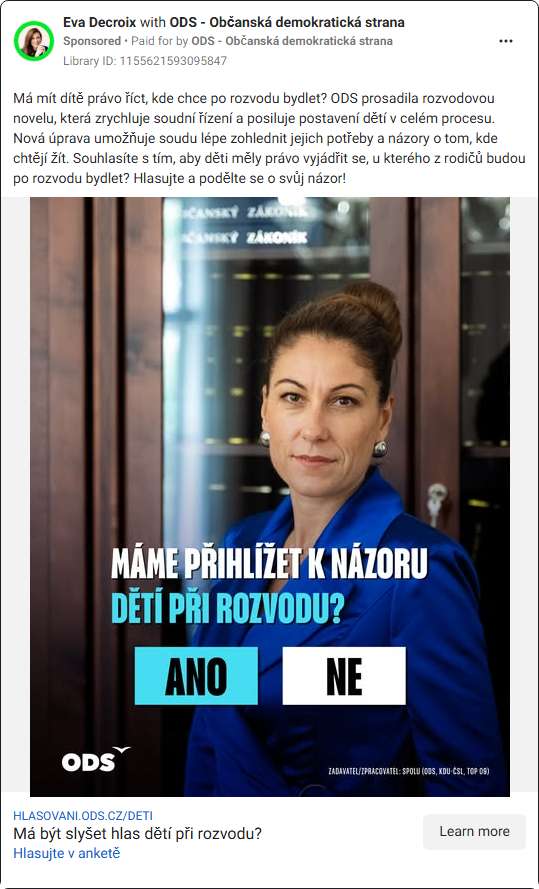 Eva Decroix with ODS - Občanská demokratická strana
Sponsored • Paid for by ODS - Občanská demokratická strana
Library ID: 1155621593095847
Má mít dítě právo říct, kde chce po rozvodu bydlet? ODS prosadila rozvodovou
novelu, která zrychluje soudní řízení a posiluje postavení dětí v celém procesu.
Nová úprava umožňuje soudu lépe zohlednit jejich potřeby a názory o tom, kde
chtějí žít. Souhlasíte s tím, aby děti měly právo vyjádřit se, u kterého z rodičů budou
po rozvodu bydlet? Hlasujte a podělte se o svůj názor!
ČANSKÝ ZÁKONÍK
ČANSKÝ ZÁKONÍK
MÁME PŘIHLÍŽET K NÁZORU
DĚTÍ PŘI ROZVODU?
ANO NE
ODS
ZADAVATEL/ZPRACOVATEL: SPOLU (ODS, KDU-ČSL, TOP 09)
HLASOVANI.ODS.CZ/DETI
Má být slyšet hlas dětí při rozvodu?
Hlasujte v anketě
Learn more